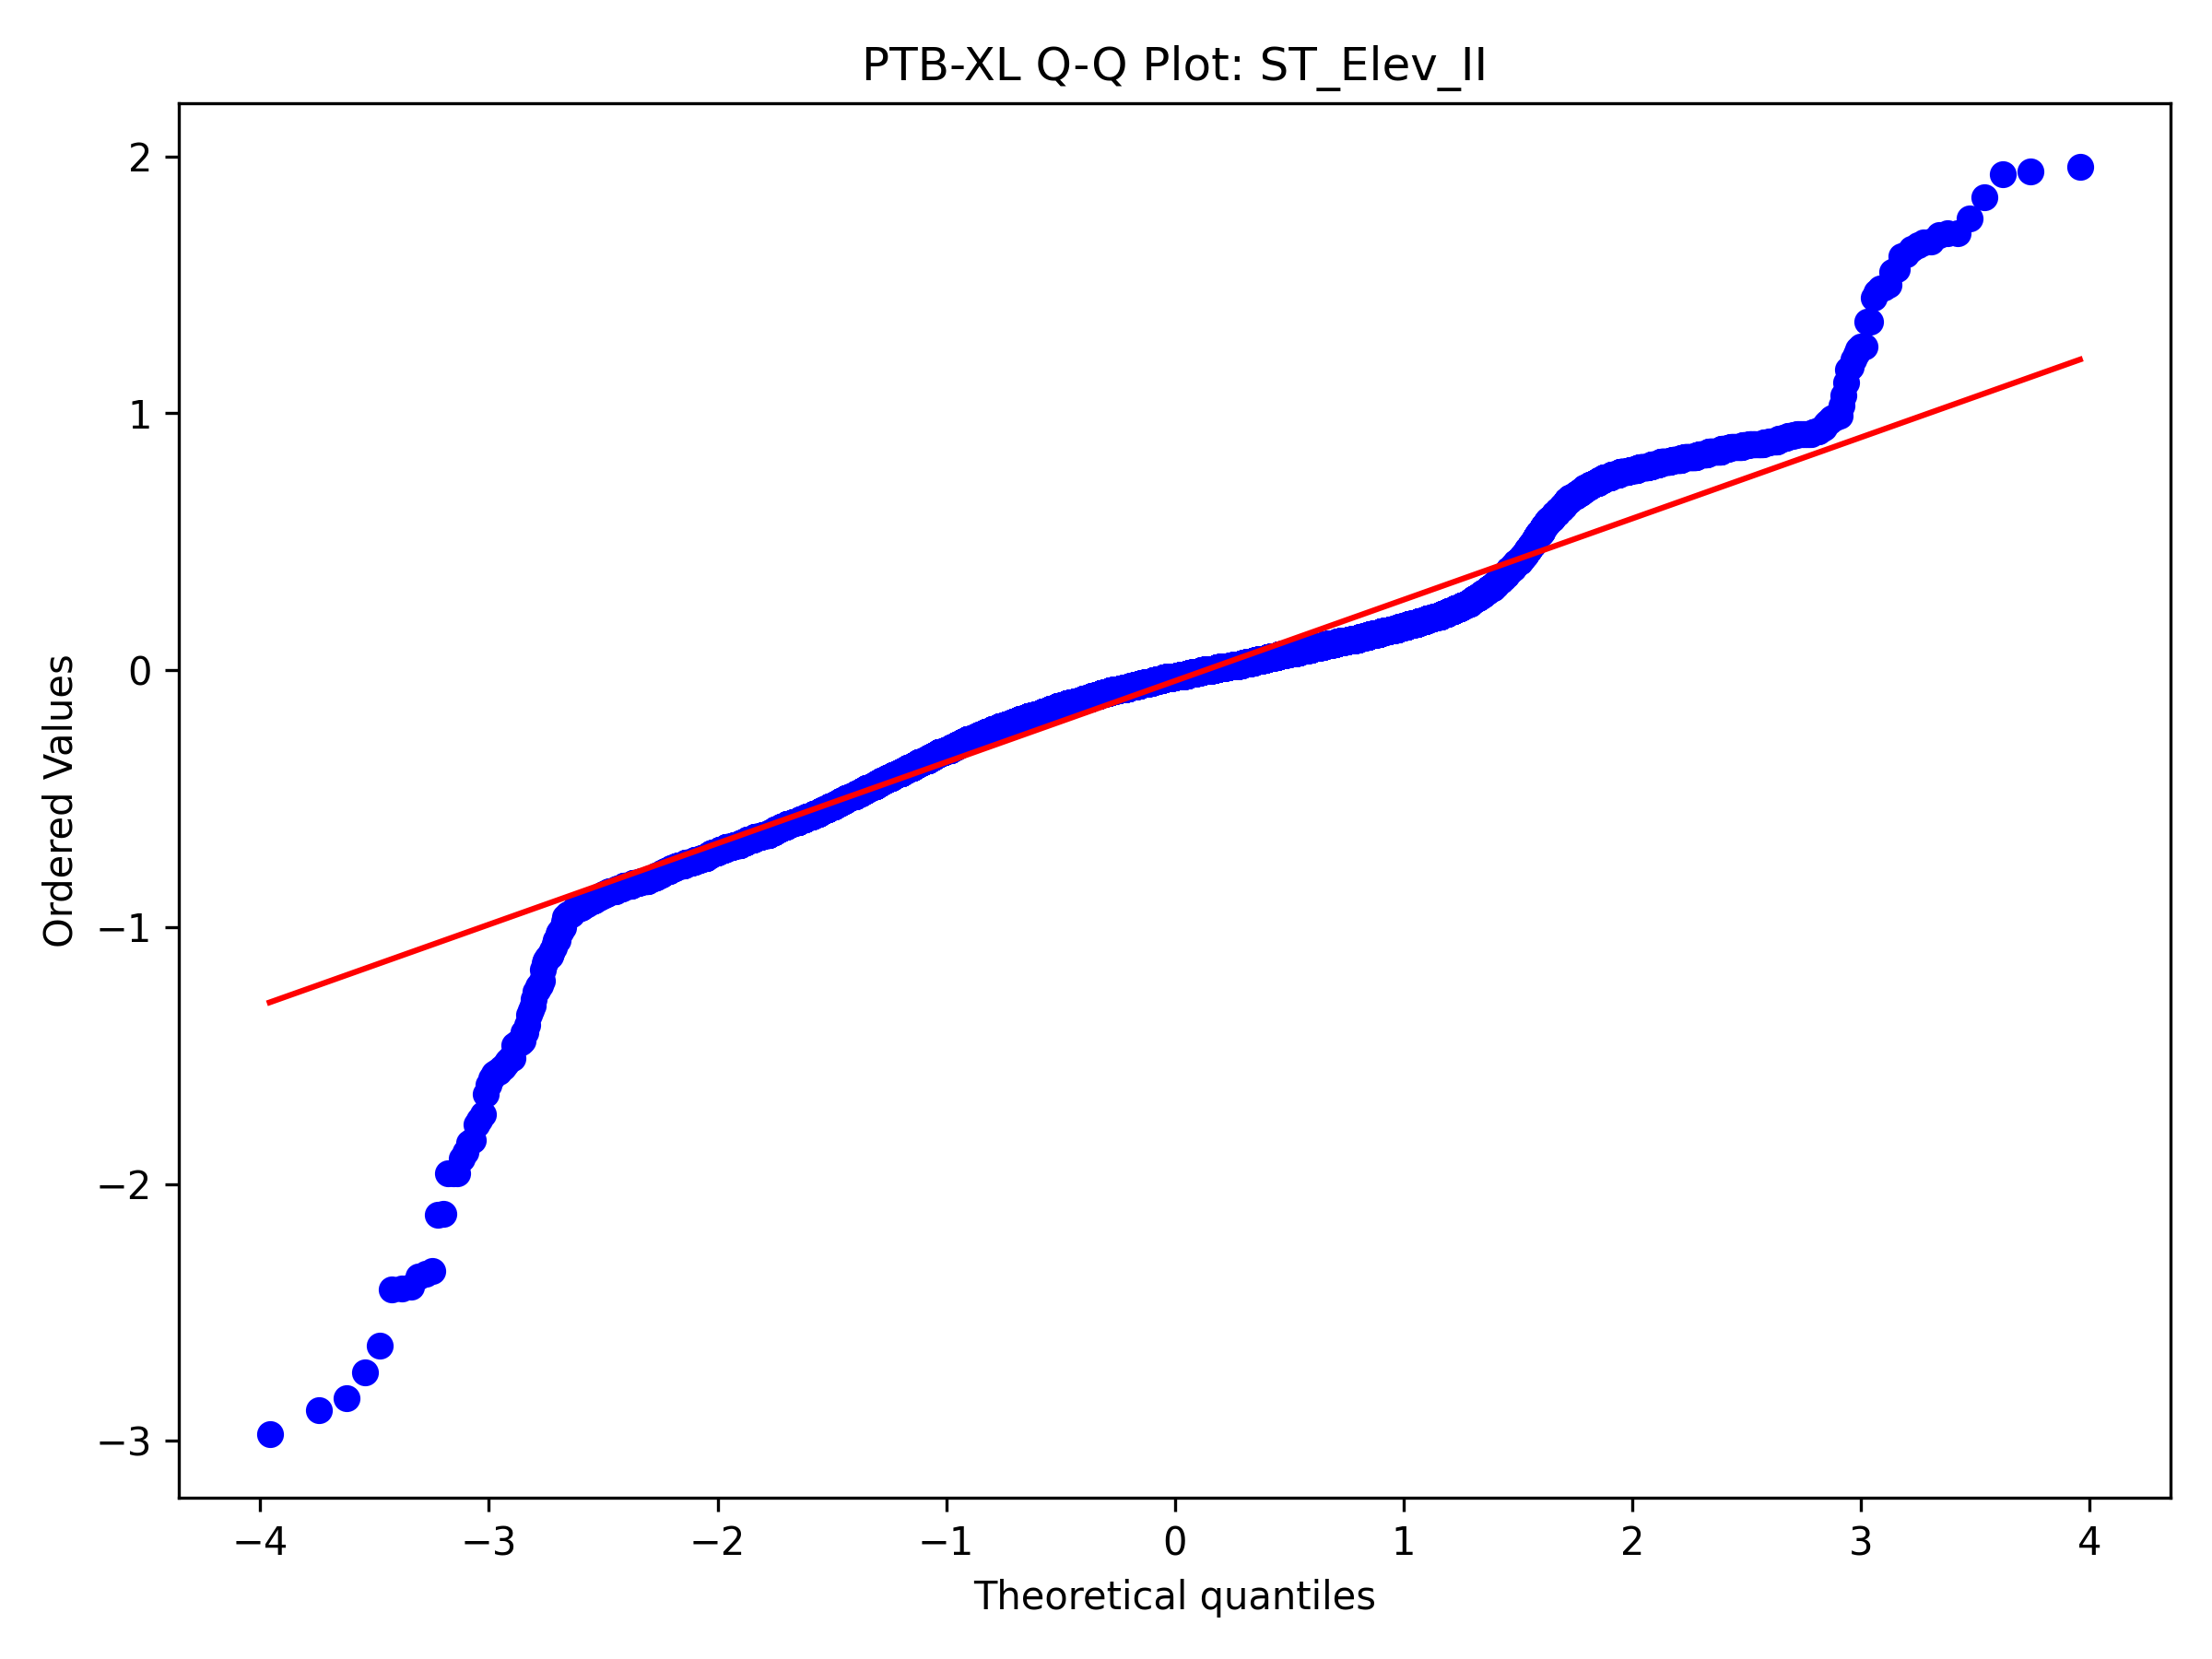 PTB-XL Q-Q Plot: ST_Elev_II
2
1
0
−1
−2
−3
Ordered Values
−4 −3 −2 −1 0 1 2 3 4
Theoretical quantiles